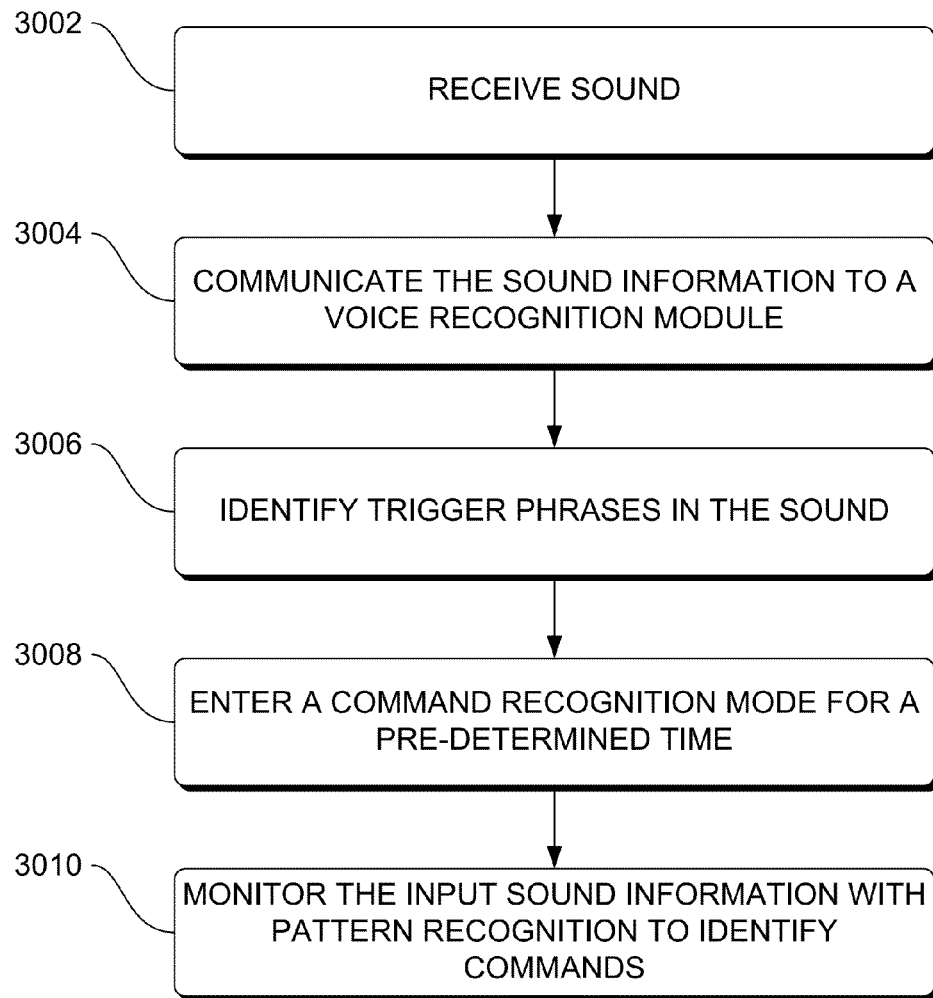 3002
RECEIVE SOUND
3004
COMMUNICATE THE SOUND INFORMATION TO A
VOICE RECOGNITION MODULE
3006
IDENTIFY TRIGGER PHRASES IN THE SOUND
3008
ENTER A COMMAND RECOGNITION MODE FOR A
PRE-DETERMINED TIME
3010
MONITOR THE INPUT SOUND INFORMATION WITH
PATTERN RECOGNITION TO IDENTIFY
COMMANDS